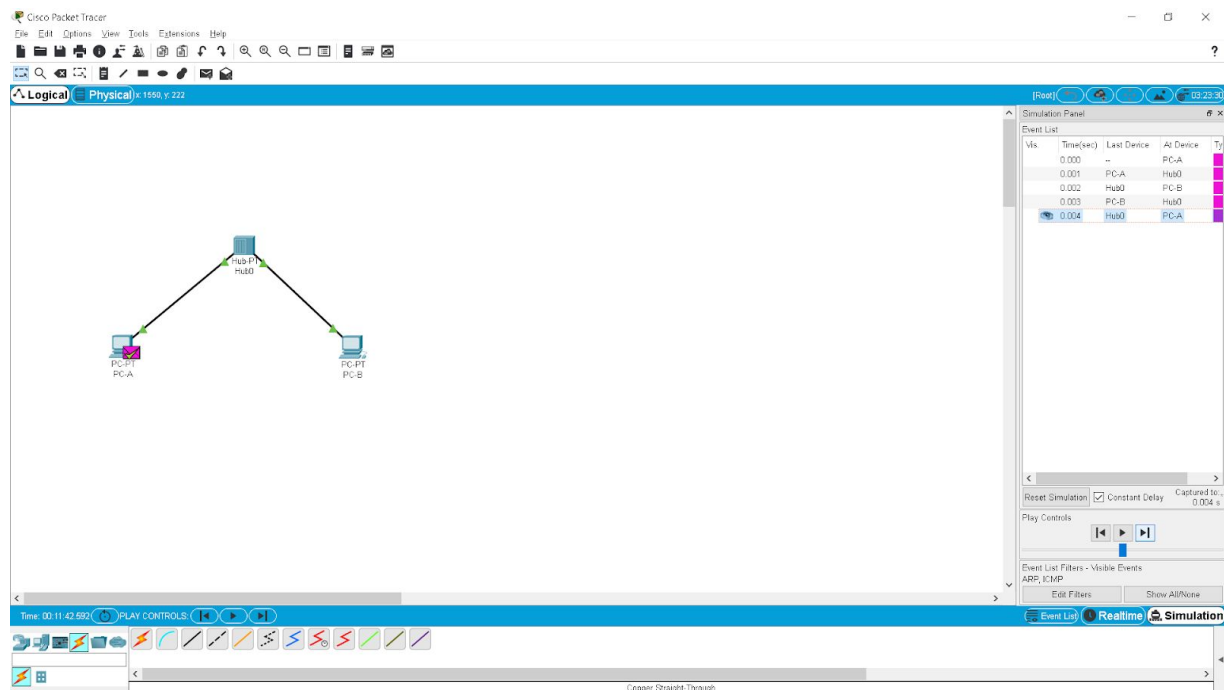 Cisco Packet Tracer
File Edit Options View Tools Extensions Help
?
Logical Physical x: 1550, y: 222 [Root] 03:23:30
Simulation Panel
Event List
Vis. Time(sec) Last Device At Device Ty
0.000 -- PC-A
0.001 PC-A Hub0
0.002 Hub0 PC-B
0.003 PC-B Hub0
0.004 Hub0 PC-A
Hub-PT
Hub0
PC-PT
PC-A
PC-PT
PC-B
Reset Simulation Constant Delay Captured to:
0.004 s
Play Controls
Event List Filters - Visible Events
ARP, ICMP
Edit Filters Show All/None
Time: 00:11:42.592 PLAY CONTROLS: Event List Realtime Simulation
Copper Straight-Through